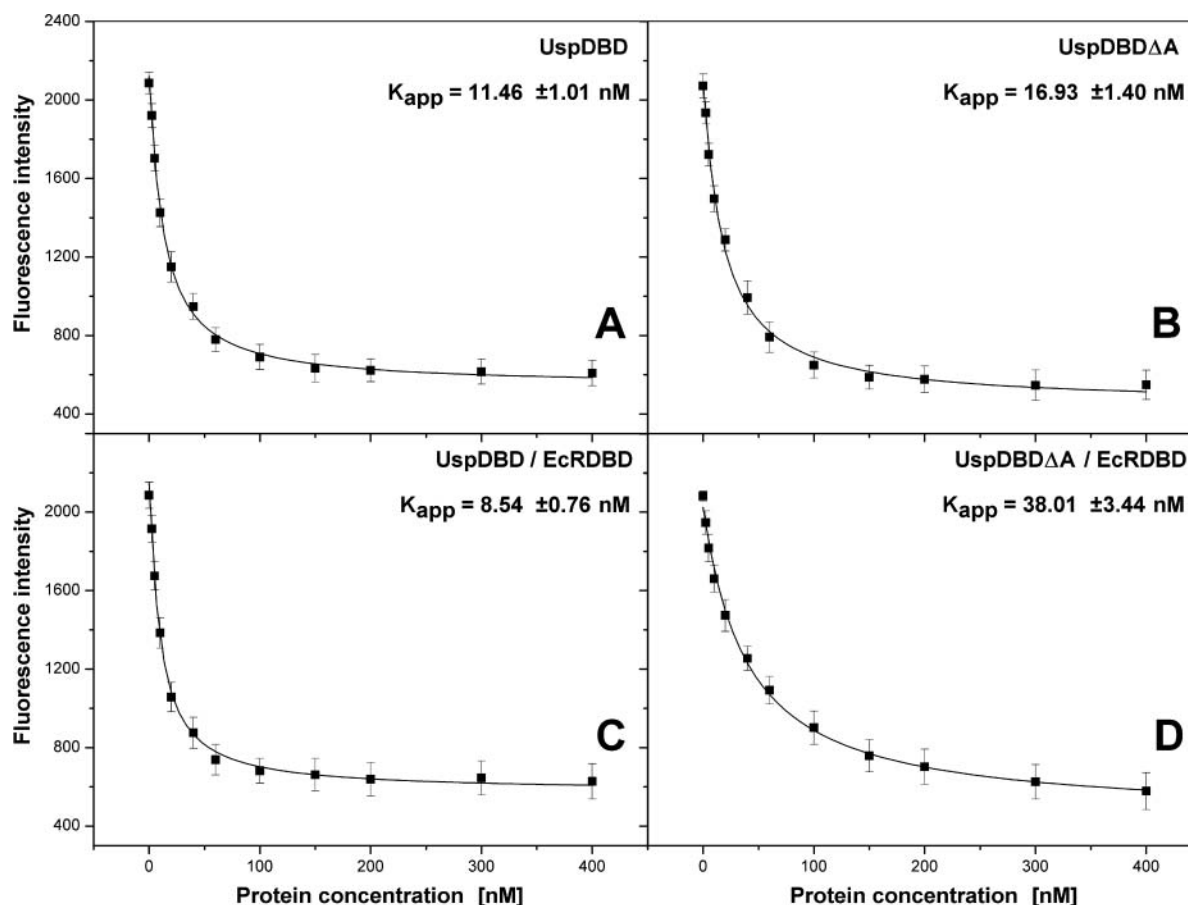 2400
2000
1600
1200
800
400
Fluorescence intensity
UspDBD
Kapp = 11.46 ±1.01 nM
A
UspDBDΔA
Kapp = 16.93 ±1.40 nM
B
2000
1600
1200
800
400
Fluorescence intensity
UspDBD / EcRDBD
Kapp = 8.54 ±0.76 nM
C
UspDBDΔA / EcRDBD
Kapp = 38.01 ±3.44 nM
D
0 100 200 300 400
0 100 200 300 400
Protein concentration [nM]
Protein concentration [nM]